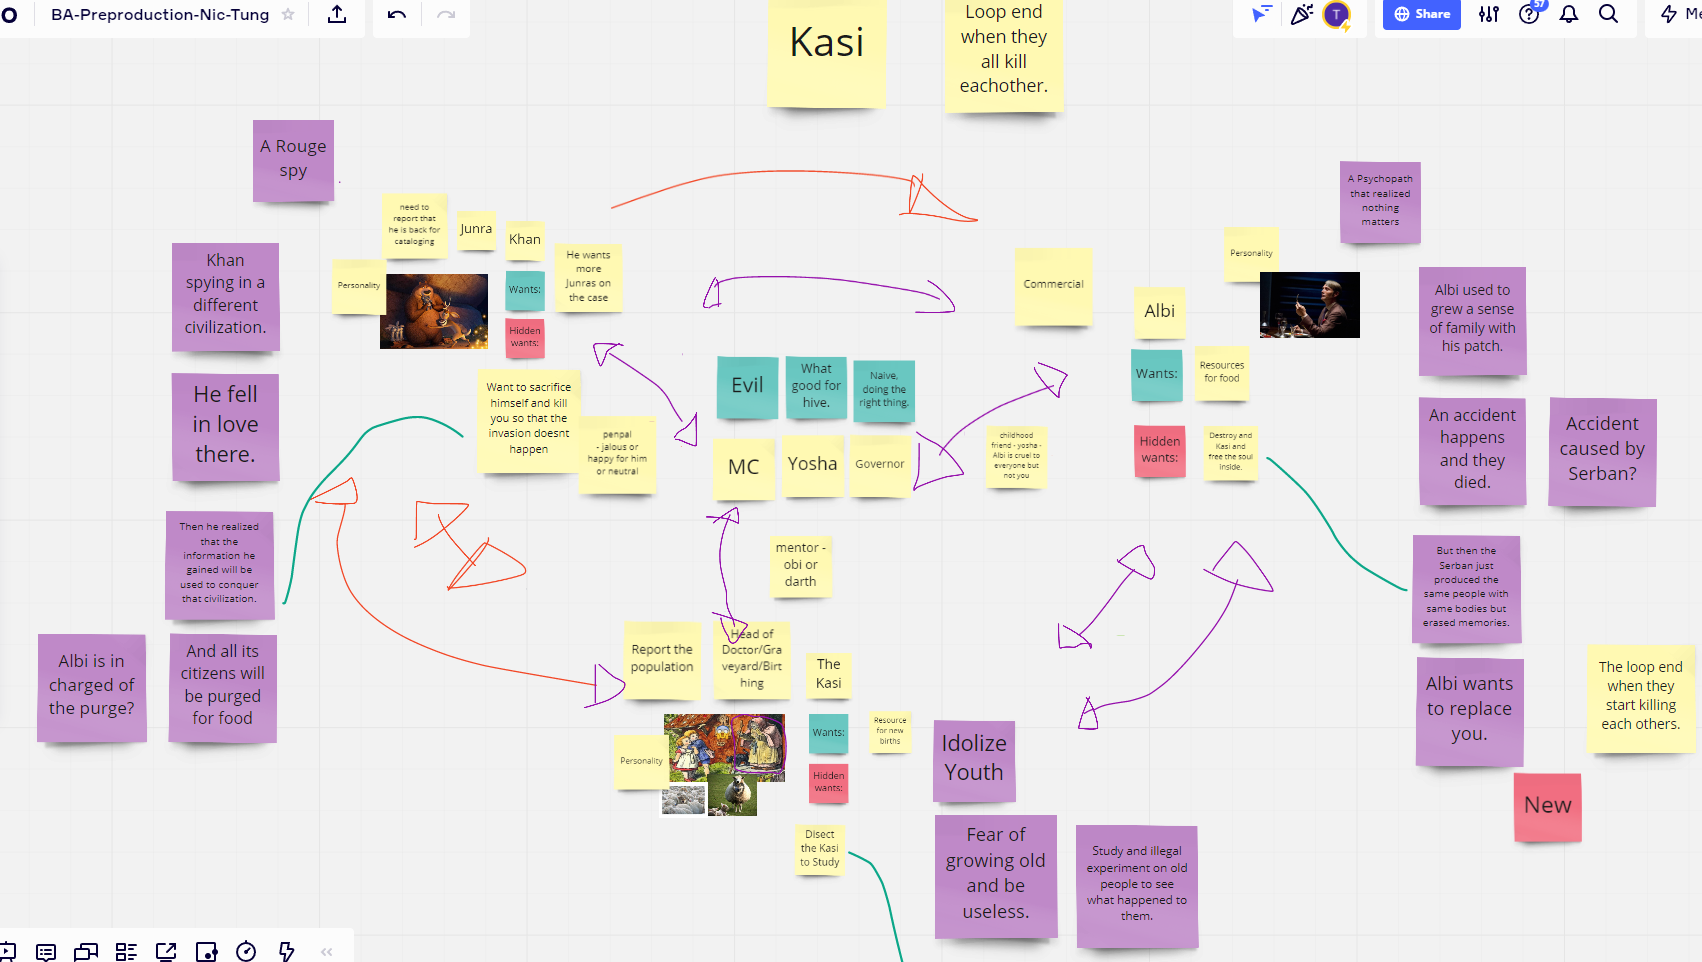 BA-Preproduction-Nic-Tung
Share
57
T
Me
Kasi
Loop end
when they
all kill
eachother.
A Rouge
spy
need to
report that
he is back for
cataloging
Junra
Khan
He wants
more
Junras on
the case
Personality
Wants:
Hidden
wants:
Khan
spying in a
different
civilization.
He fell
in love
there.
Then he realized
that the
information he
gained will be
used to conquer
that civilization.
Albi is in
charged of
the purge?
And all its
citizens will
be purged
for food
Want to sacrifice
himself and kill
you so that the
invasion doesnt
happen
penpal
- jalous or
happy for him
or neutral
Evil
What
good for
hive.
Naive,
doing the
right thing.
MC
Yosha
Governor
mentor -
obi or
darth
childhood
friend - yosha -
Albi is cruel to
everyone but
not you
Commercial
Albi
Wants:
Resources
for food
Hidden
wants:
Destroy and
Kasi and
free the soul
inside.
Personality
A Psychopath
that realized
nothing
matters
Albi used to
grew a sense
of family with
his patch.
An accident
happens
and they
died.
Accident
caused by
Serban?
But then the
Serban just
produced the
same people with
same bodies but
erased memories.
Albi wants
to replace
you.
The loop end
when they
start killing
each others.
New
Report the
population
Head of
Doctor/Gra
veyard/Birt
hing
The
Kasi
Personality
Wants:
Resource
for new
births
Hidden
wants:
Disect
the Kasi
to Study
Idolize
Youth
Fear of
growing old
and be
useless.
Study and illegal
experiment on old
people to see
what happened to
them.